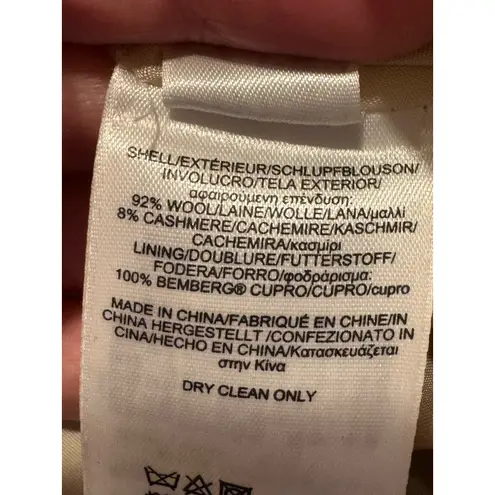 SHELL/EXTÉRIEUR/SCHLUPFBLOUSON/
INVOLUCRO/TELA EXTERIOR/
αφαιρουμενη επένδυση:
92% WOOL/LAINE/WOLLE/LANA/μαλλί
8% CASHMERE/CACHEMIRE/KASCHMIR/
CACHEMIRA/κασμίρι
LINING/DOUBLURE/FUTTERSTOFF/
FODERA/FORRO/φοδράρισμα:
100% BEMBERG® CUPRO/CUPRO/cupro
MADE IN CHINA/FABRIQUÉ EN CHINE/IN
CHINA HERGESTELLT /CONFEZIONATO IN
CINA/HECHO EN CHINA/Κατασκευάζεται
στην Κίνα
DRY CLEAN ONLY